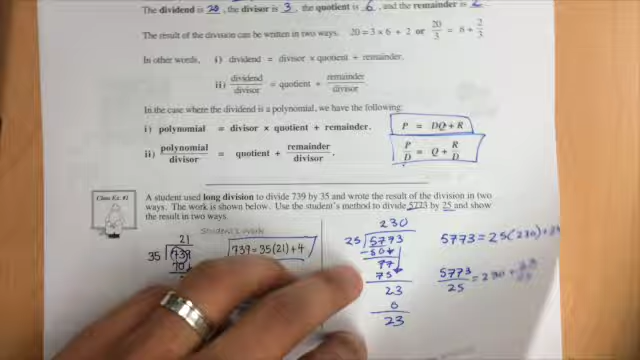 The dividend is 20, the divisor is 3, the quotient is 6, and the remainder is 2
The result of the division can be written in two ways. 20 = 3 × 6 + 2 or 20/3 = 6 + 2/3
In other words, i) dividend = divisor × quotient + remainder.
ii) dividend/divisor = quotient + remainder/divisor
In the case where the dividend is a polynomial, we have the following:
i) polynomial = divisor × quotient + remainder.
P = DQ + R
ii) polynomial/divisor = quotient + remainder/divisor.
P/D = Q + R/D
Class Ex. #2
A student used long division to divide 739 by 35 and wrote the result of the division in two
ways. The work is shown below. Use the student's method to divide 5773 by 25 and show
the result in two ways.
Student's work
21
35 739
70
739 = 35(21) + 4
230
25 5773
-50
77
75
23
0
23
5773 = 25(230) +
5773/25 = 230 +